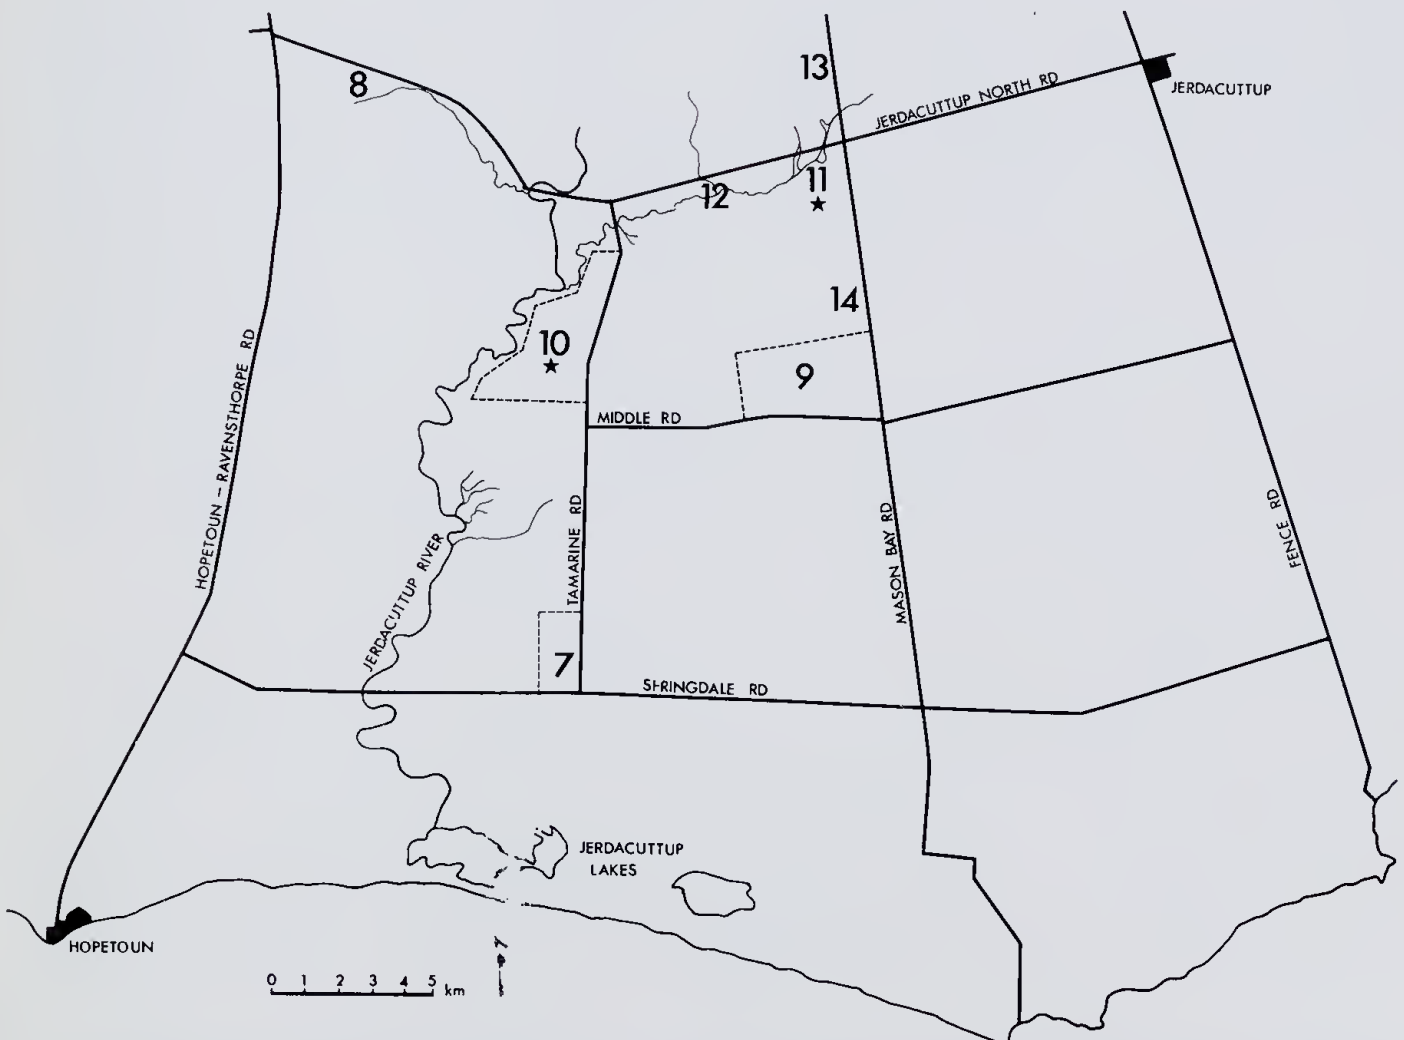 13
8
JERDACUTTUP NORTH RD
JERDACUTTUP
11
12
14
10
9
MIDDLE RD
HOPETOUN – RAVENSTHORPE RD
TAMARINE RD
MASON BAY RD
FENCE RD
JERDACUTTUP RIVER
7
SPRINGDALE RD
JERDACUTTUP
LAKES
HOPETOUN
0 1 2 3 4 5 km